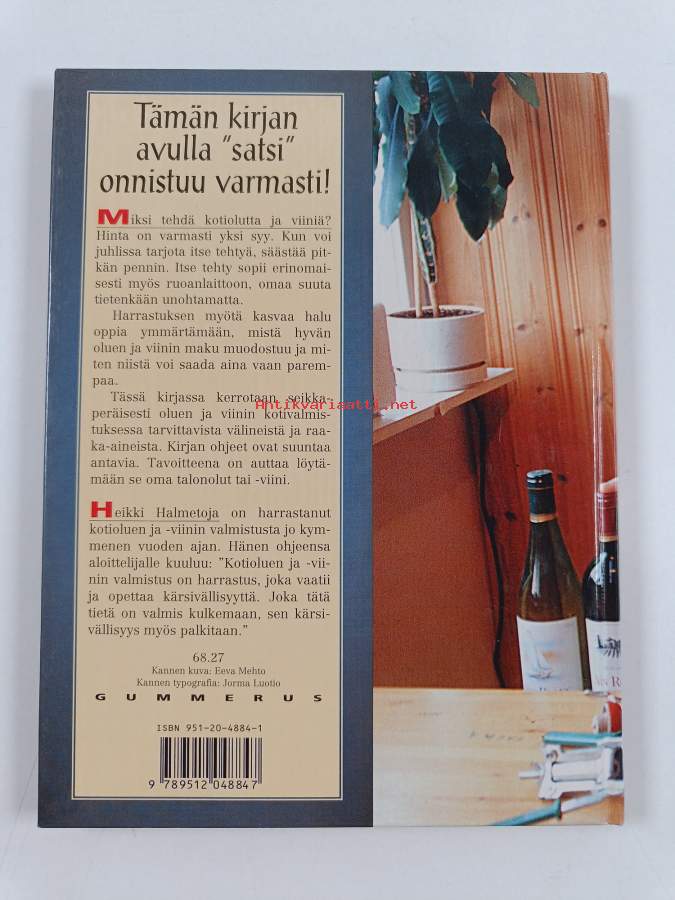 Tämän kirjan
avulla "satsi"
onnistuu varmasti!
Miksi tehdä kotiolutta ja viiniä?
Hinta on varmasti yksi syy. Kun voi
juhlissa tarjota itse tehtyä, säästää pit-
kän pennin. Itse tehty sopii erinomai-
sesti myös ruoanlaittoon, omaa suuta
tietenkään unohtamatta.
Harrastuksen myötä kasvaa halu
oppia ymmärtämään, mistä hyvän
oluen ja viinin maku muodostuu ja mi-
ten niistä voi saada aina vaan parem-
paa.
Tässä kirjassa kerrotaan seikka-
peräisesti oluen ja viinin kotivalmis-
tuksessa tarvittavista välineistä ja raa-
ka-aineista. Kirjan ohjeet ovat suuntaa
antavia. Tavoitteena on auttaa löytä-
mään se oma talonolut tai -viini.
Heikki Halmetoja on harrastanut
kotioluen ja -viinin valmistusta jo kym-
menen vuoden ajan. Hänen ohjeensa
aloittelijalle kuuluu: "Kotioluen ja -vii-
nin valmistus on harrastus, joka vaatii
ja opettaa kärsivällisyyttä. Joka tätä
tietä on valmis kulkemaan, sen kärsi-
vällisyys myös palkitaan."
68.27
Kannen kuva: Eeva Mehto
Kannen typografia: Jorma Luotio
GUMMERUS
ISBN 951-20-4884-1
9 789512 048847
Antikvariaatti.net